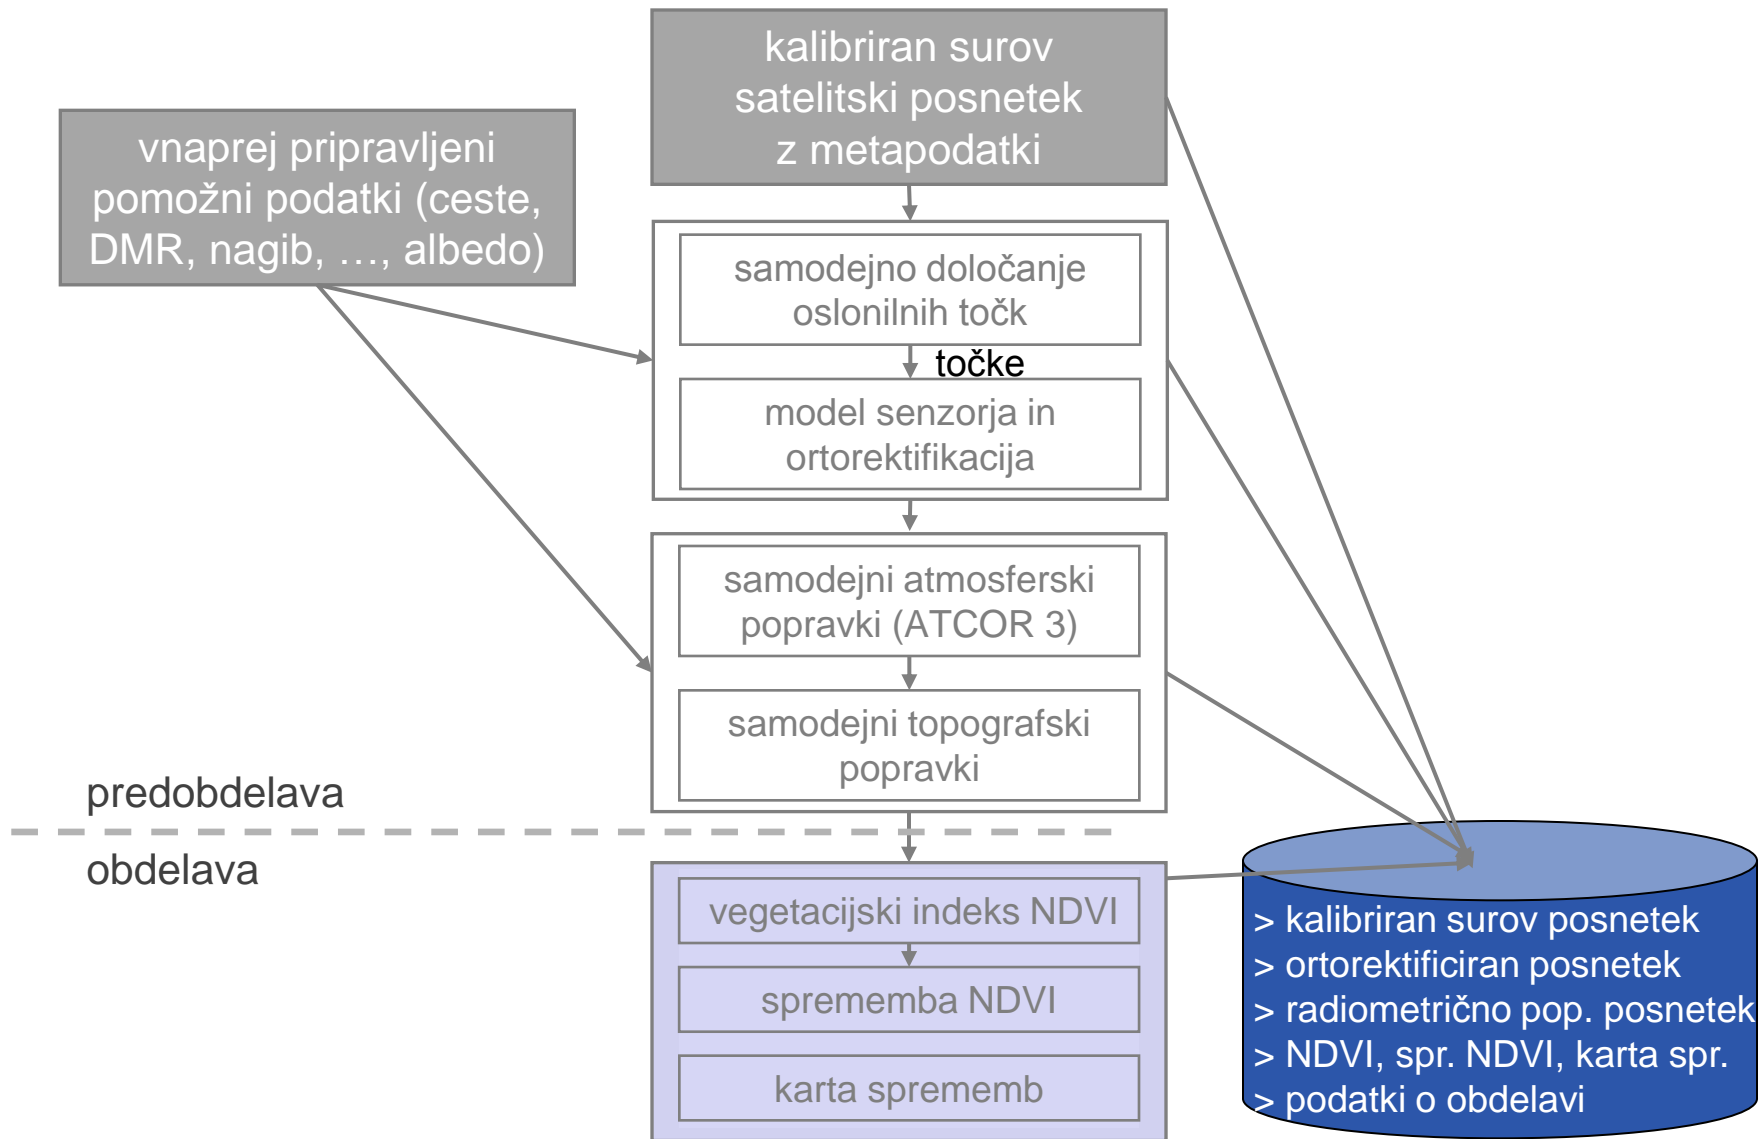 kalibriran surov
satelitski posnetek
z metapodatki
vnaprej pripravljeni
pomožni podatki (ceste,
DMR, nagib, …, albedo)
samodejno določanje
oslonilnih točk
točke
model senzorja in
ortorektifikacija
samodejni atmosferski
popravki (ATCOR 3)
samodejni topografski
popravki
predobdelava
obdelava
vegetacijski indeks NDVI
sprememba NDVI
karta sprememb
> kalibriran surov posnetek
> ortorektificiran posnetek
> radiometrično pop. posnetek
> NDVI, spr. NDVI, karta spr.
> podatki o obdelavi